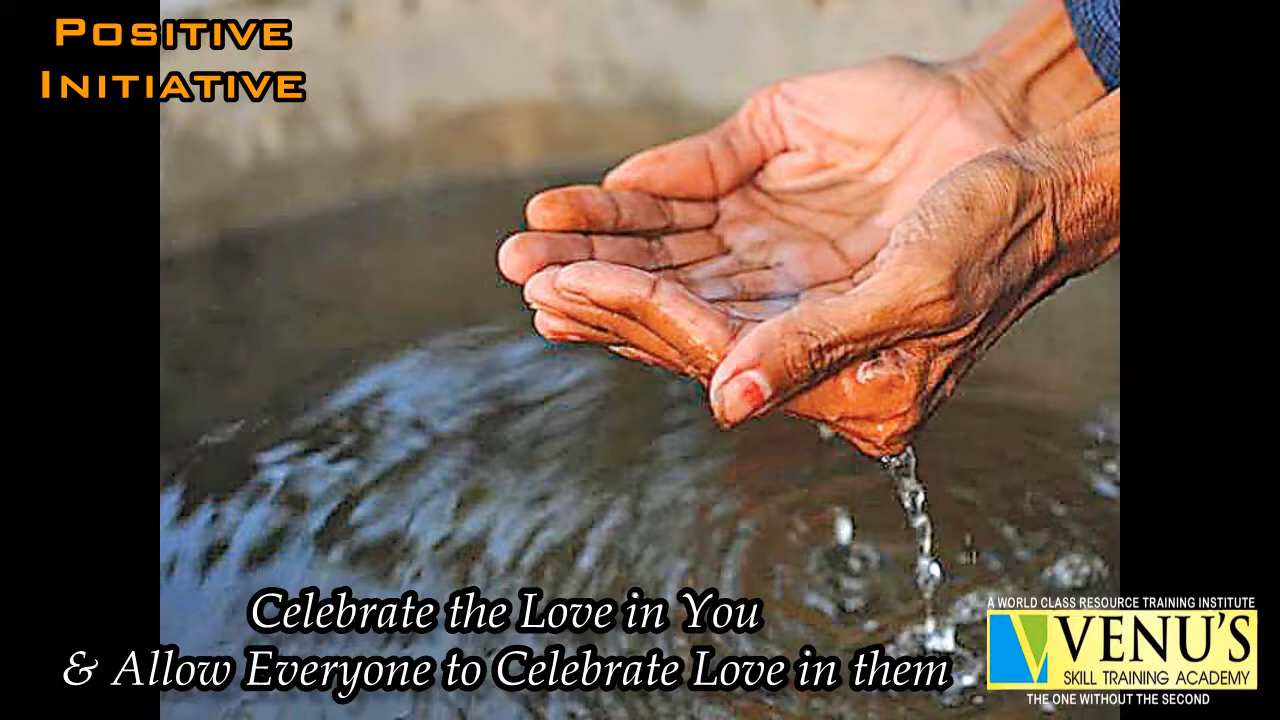 Positive
Initiative
Celebrate the Love in You
& Allow Everyone to Celebrate Love in them
A WORLD CLASS RESOURCE TRAINING INSTITUTE
VENU'S
SKILL TRAINING ACADEMY
THE ONE WITHOUT THE SECOND